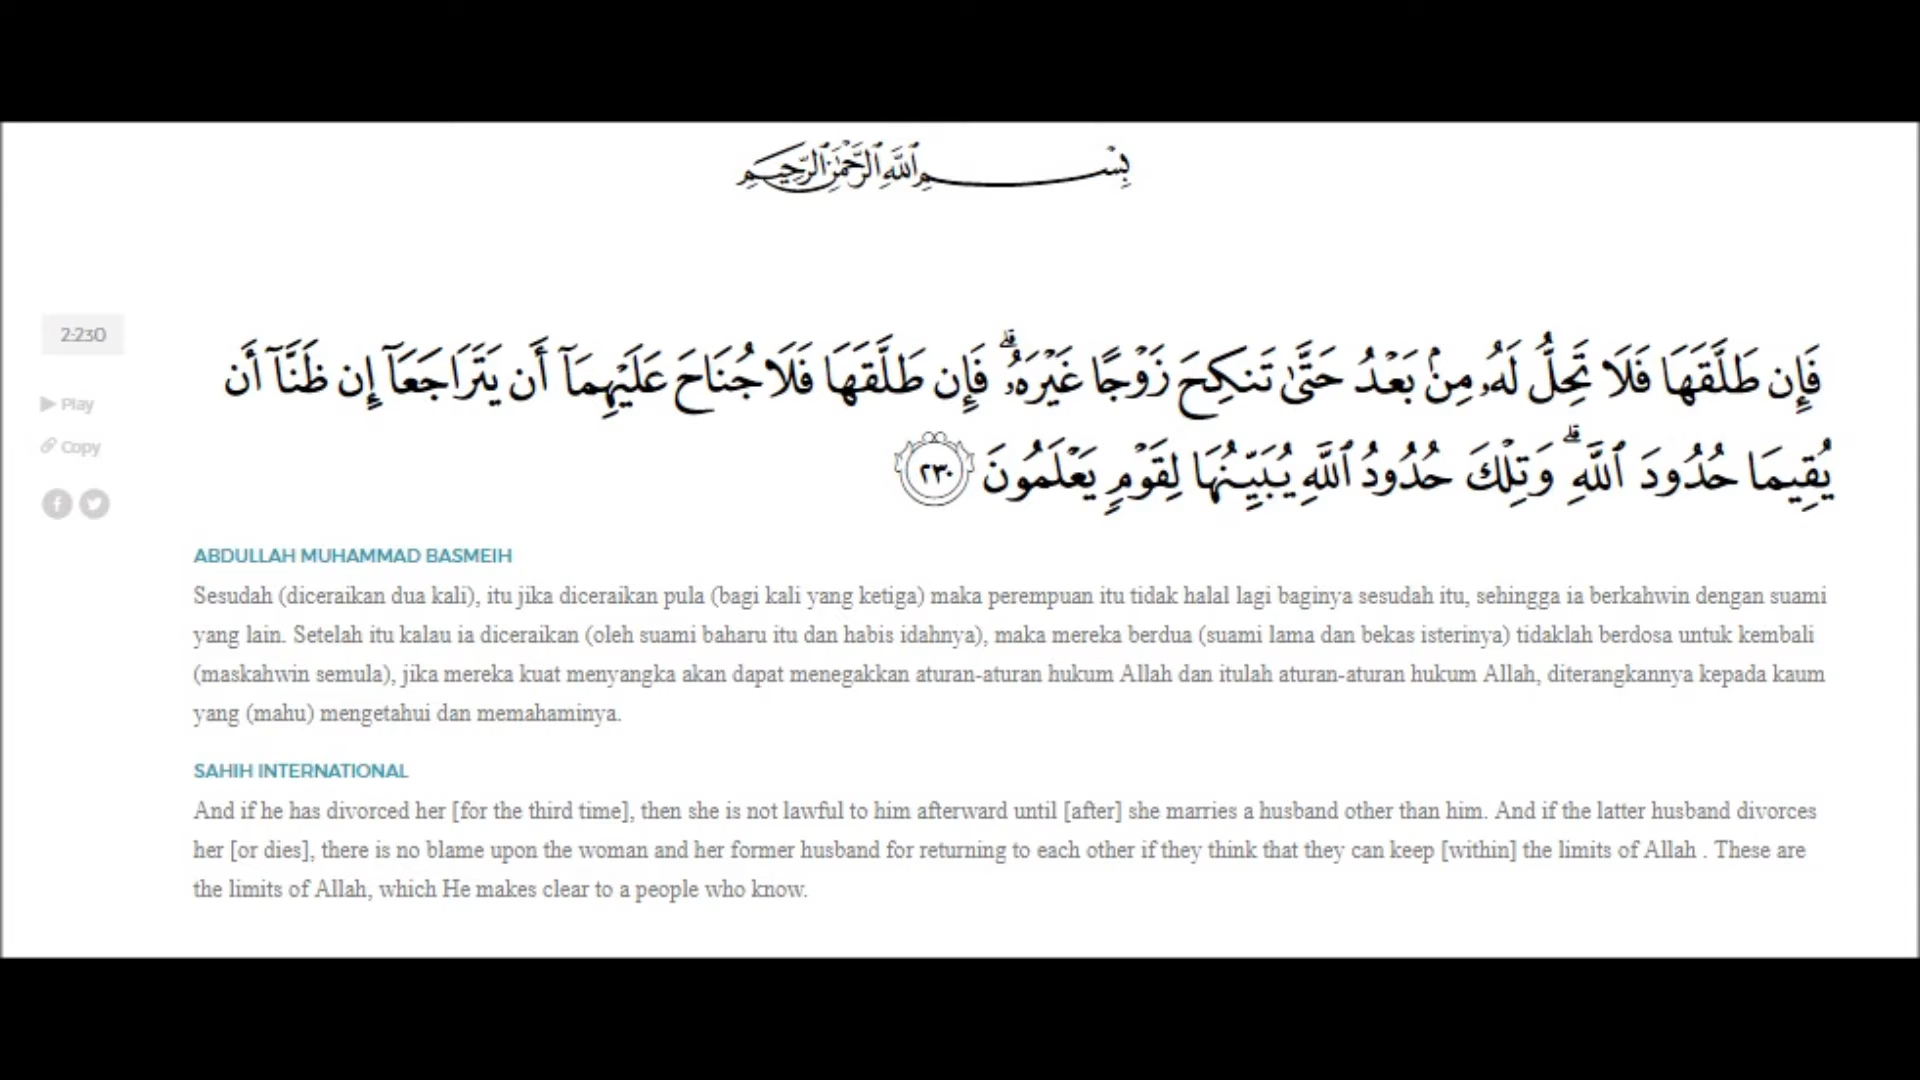 بِسْمِ ٱللَّهِ ٱلرَّحْمَٰنِ ٱلرَّحِيمِ
2:230
فَإِن طَلَّقَهَا فَلَا تَحِلُّ لَهُۥ مِنۢ بَعْدُ حَتَّىٰ تَنكِحَ زَوْجًا غَيْرَهُۥ ۗ فَإِن طَلَّقَهَا فَلَا جُنَاحَ عَلَيْهِمَآ أَن يَتَرَاجَعَآ إِن ظَنَّآ أَن
يُقِيمَا حُدُودَ ٱللَّهِ ۗ وَتِلْكَ حُدُودُ ٱللَّهِ يُبَيِّنُهَا لِقَوْمٍ يَعْلَمُونَ ٢٣٠
Play
Copy
ABDULLAH MUHAMMAD BASMEIH
Sesudah (diceraikan dua kali), itu jika diceraikan pula (bagi kali yang ketiga) maka perempuan itu tidak halal lagi baginya sesudah itu, sehingga ia berkahwin dengan suami
yang lain. Setelah itu kalau ia diceraikan (oleh suami baharu itu dan habis idahnya), maka mereka berdua (suami lama dan bekas isterinya) tidaklah berdosa untuk kembali
(maskahwin semula), jika mereka kuat menyangka akan dapat menegakkan aturan-aturan hukum Allah dan itulah aturan-aturan hukum Allah, diterangkannya kepada kaum
yang (mahu) mengetahui dan memahaminya.
SAHIH INTERNATIONAL
And if he has divorced her [for the third time], then she is not lawful to him afterward until [after] she marries a husband other than him. And if the latter husband divorces
her [or dies], there is no blame upon the woman and her former husband for returning to each other if they think that they can keep [within] the limits of Allah . These are
the limits of Allah, which He makes clear to a people who know.